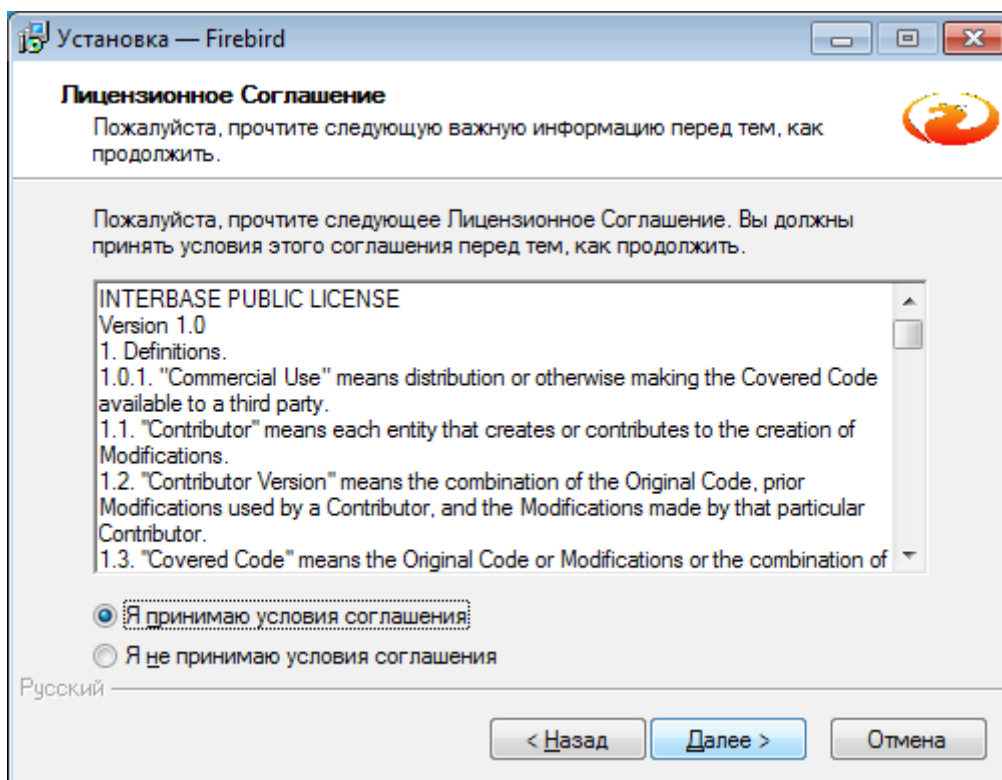 Установка — Firebird
Лицензионное Соглашение
Пожалуйста, прочтите следующую важную информацию перед тем, как
продолжить.
Пожалуйста, прочтите следующее Лицензионное Соглашение. Вы должны
принять условия этого соглашения перед тем, как продолжить.
INTERBASE PUBLIC LICENSE
Version 1.0
1. Definitions.
1.0.1. "Commercial Use" means distribution or otherwise making the Covered Code
available to a third party.
1.1. "Contributor" means each entity that creates or contributes to the creation of
Modifications.
1.2. "Contributor Version" means the combination of the Original Code, prior
Modifications used by a Contributor, and the Modifications made by that particular
Contributor.
1.3. "Covered Code" means the Original Code or Modifications or the combination of
Я принимаю условия соглашения
Я не принимаю условия соглашения
Русский
< Назад
Далее >
Отмена